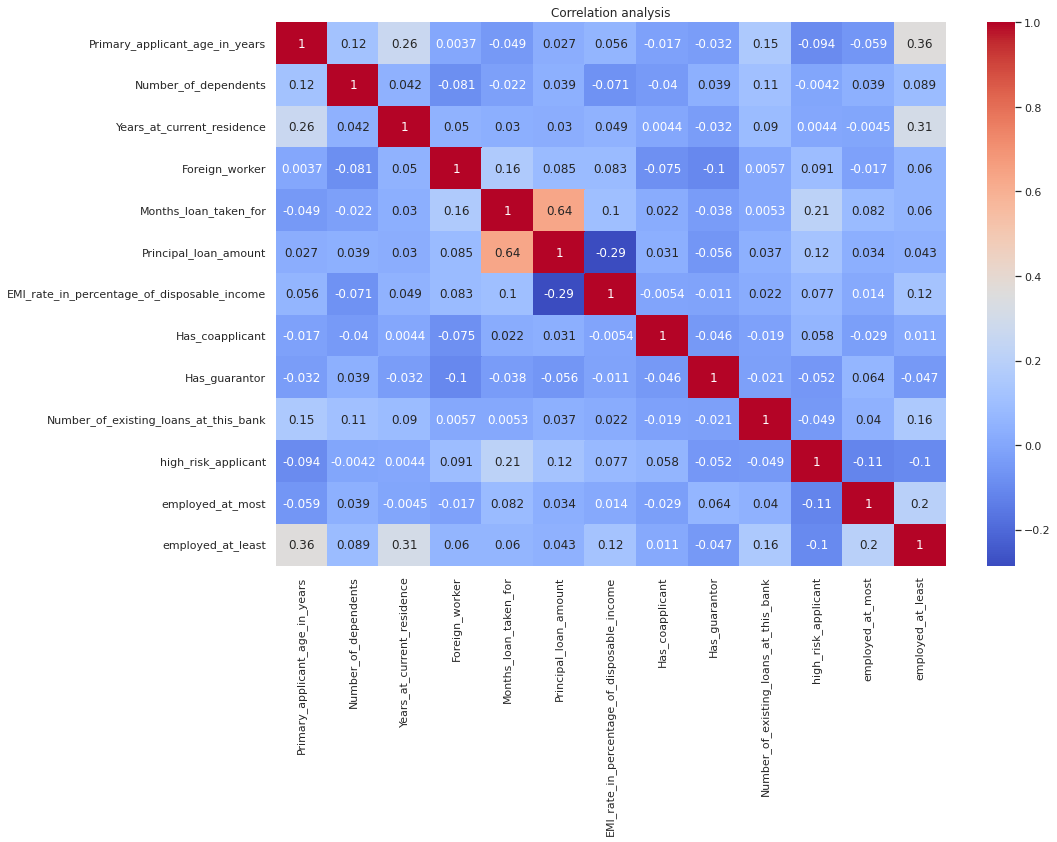 Correlation analysis
Primary_applicant_age_in_years 1 0.12 0.26 0.0037 -0.049 0.027 0.056 -0.017 -0.032 0.15 -0.094 -0.059 0.36
Number_of_dependents 0.12 1 0.042 -0.081 -0.022 0.039 -0.071 -0.04 0.039 0.11 -0.0042 0.039 0.089
Years_at_current_residence 0.26 0.042 1 0.05 0.03 0.03 0.049 0.0044 -0.032 0.09 0.0044 -0.0045 0.31
Foreign_worker 0.0037 -0.081 0.05 1 0.16 0.085 0.083 -0.075 -0.1 0.0057 0.091 -0.017 0.06
Months_loan_taken_for -0.049 -0.022 0.03 0.16 1 0.64 0.1 0.022 -0.038 0.0053 0.21 0.082 0.06
Principal_loan_amount 0.027 0.039 0.03 0.085 0.64 1 -0.29 0.031 -0.056 0.037 0.12 0.034 0.043
EMI_rate_in_percentage_of_disposable_income 0.056 -0.071 0.049 0.083 0.1 -0.29 1 -0.0054 -0.011 0.022 0.077 0.014 0.12
Has_coapplicant -0.017 -0.04 0.0044 -0.075 0.022 0.031 -0.0054 1 -0.046 -0.019 0.058 -0.029 0.011
Has_guarantor -0.032 0.039 -0.032 -0.1 -0.038 -0.056 -0.011 -0.046 1 -0.021 -0.052 0.064 -0.047
Number_of_existing_loans_at_this_bank 0.15 0.11 0.09 0.0057 0.0053 0.037 0.022 -0.019 -0.021 1 -0.049 0.04 0.16
high_risk_applicant -0.094 -0.0042 0.0044 0.091 0.21 0.12 0.077 0.058 -0.052 -0.049 1 -0.11 -0.1
employed_at_most -0.059 0.039 -0.0045 -0.017 0.082 0.034 0.014 -0.029 0.064 0.04 -0.11 1 0.2
employed_at_least 0.36 0.089 0.31 0.06 0.06 0.043 0.12 0.011 -0.047 0.16 -0.1 0.2 1
Primary_applicant_age_in_years
Number_of_dependents
Years_at_current_residence
Foreign_worker
Months_loan_taken_for
Principal_loan_amount
EMI_rate_in_percentage_of_disposable_income
Has_coapplicant
Has_guarantor
Number_of_existing_loans_at_this_bank
high_risk_applicant
employed_at_most
employed_at_least
1.0
0.8
0.6
0.4
0.2
0.0
−0.2